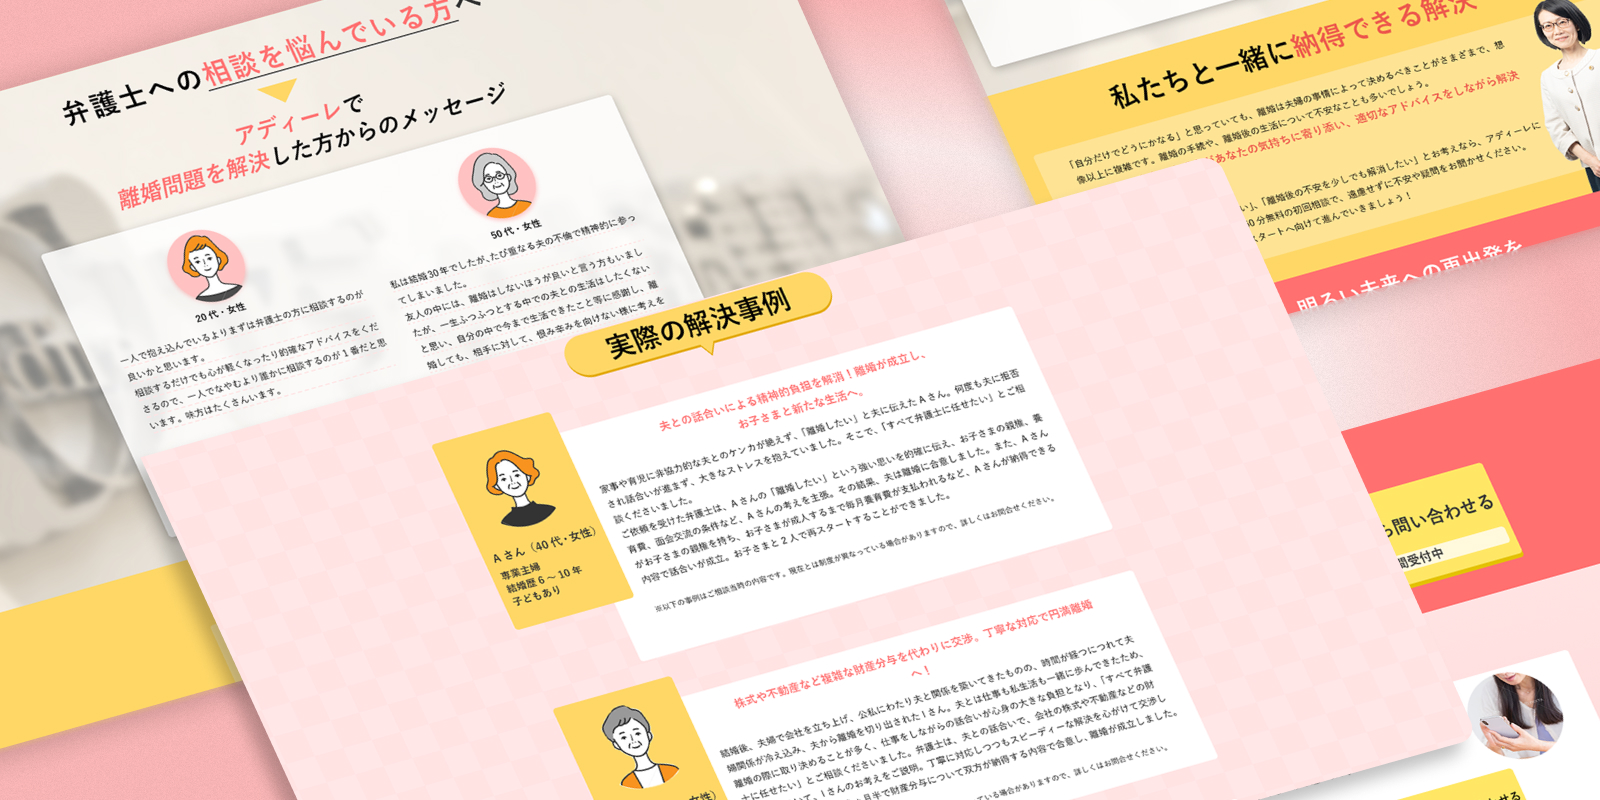 弁護士への相談を悩んでいる方へ
アディーレで
離婚問題を解決した方からのメッセージ
20代・女性
一人で抱え込んでいるよりまずは弁護士の方に相談するのが
良いかと思います。
相談するだけでも心が軽くなったり的確なアドバイスをくだ
さるので、一人でなやむより誰かに相談するのが1番だと思
います。味方はたくさんいます。
50代・女性
私は結婚30年でしたが、たび重なる夫の不倫で精神的に参っ
てしまいました。
友人の中には、離婚はしないほうが良いと言う方もいまし
たが、一生ふつふつとする中での夫との生活はしたくない
と思い、自分の中で今まで生活できたこと等に感謝し、離
婚しても、相手に対して、恨み辛みを向けない様に考えを
私たちと一緒に納得できる解決
「自分だけでどうにかなる」と思っていても、離婚は夫婦の事情によって決めるべきことがさまざまで、想
像以上に複雑です。離婚の手続や、離婚後の生活について不安なことも多いでしょう。
があなたの気持ちに寄り添い、適切なアドバイスをしながら解決
い」、「離婚後の不安を少しでも解消したい」とお考えなら、アディーレに
0分無料の初回相談で、遠慮せずに不安や疑問をお聞かせください。
スタートへ向けて進んでいきましょう！
明るい未来への再出発を
実際の解決事例
夫との話合いによる精神的負担を解消！離婚が成立し、
お子さまと新たな生活へ。
Aさん（40代・女性）
専業主婦
結婚歴6～10年
子どもあり
家事や育児に非協力的な夫とのケンカが絶えず、「離婚したい」と夫に伝えたAさん。何度も夫に拒否
され話合いが進まず、大きなストレスを抱えていました。そこで、「すべて弁護士に任せたい」とご相
談くださいました。
ご依頼を受けた弁護士は、Aさんの「離婚したい」という強い思いを的確に伝え、お子さまの親権、養
育費、面会交流の条件など、Aさんの考えを主張。その結果、夫は離婚に合意しました。また、Aさん
がお子さまの親権を持ち、お子さまが成人するまで毎月養育費が支払われるなど、Aさんが納得できる
内容で話合いが成立。お子さまと2人で再スタートすることができました。
※以下の事例はご相談当時の内容です。現在とは制度が異なっている場合がありますので、詳しくはお問合せください。
株式や不動産など複雑な財産分与を代わりに交渉。丁寧な対応で円満離婚
へ！
結婚後、夫婦で会社を立ち上げ、公私にわたり夫と関係を築いてきたものの、時間が経つにつれて夫
婦関係が冷え込み、夫から離婚を切り出されたIさん。夫とは仕事も私生活も一緒に歩んできたため、
離婚の際に取り決めることが多く、仕事をしながらの話合いが心身の大きな負担となり、「すべて弁護
士に任せたい」とご相談くださいました。弁護士は、夫との話合いで、会社の株式や不動産などの財
いて、Iさんのお考えをご説明。丁寧に対応しつつもスピーディーな解決を心がけて交渉し
月半で財産分与について双方が納得する内容で合意し、離婚が成立しました。
ている場合がありますので、詳しくはお問合せください。
女性）
ら問い合わせる
間受付中
せる